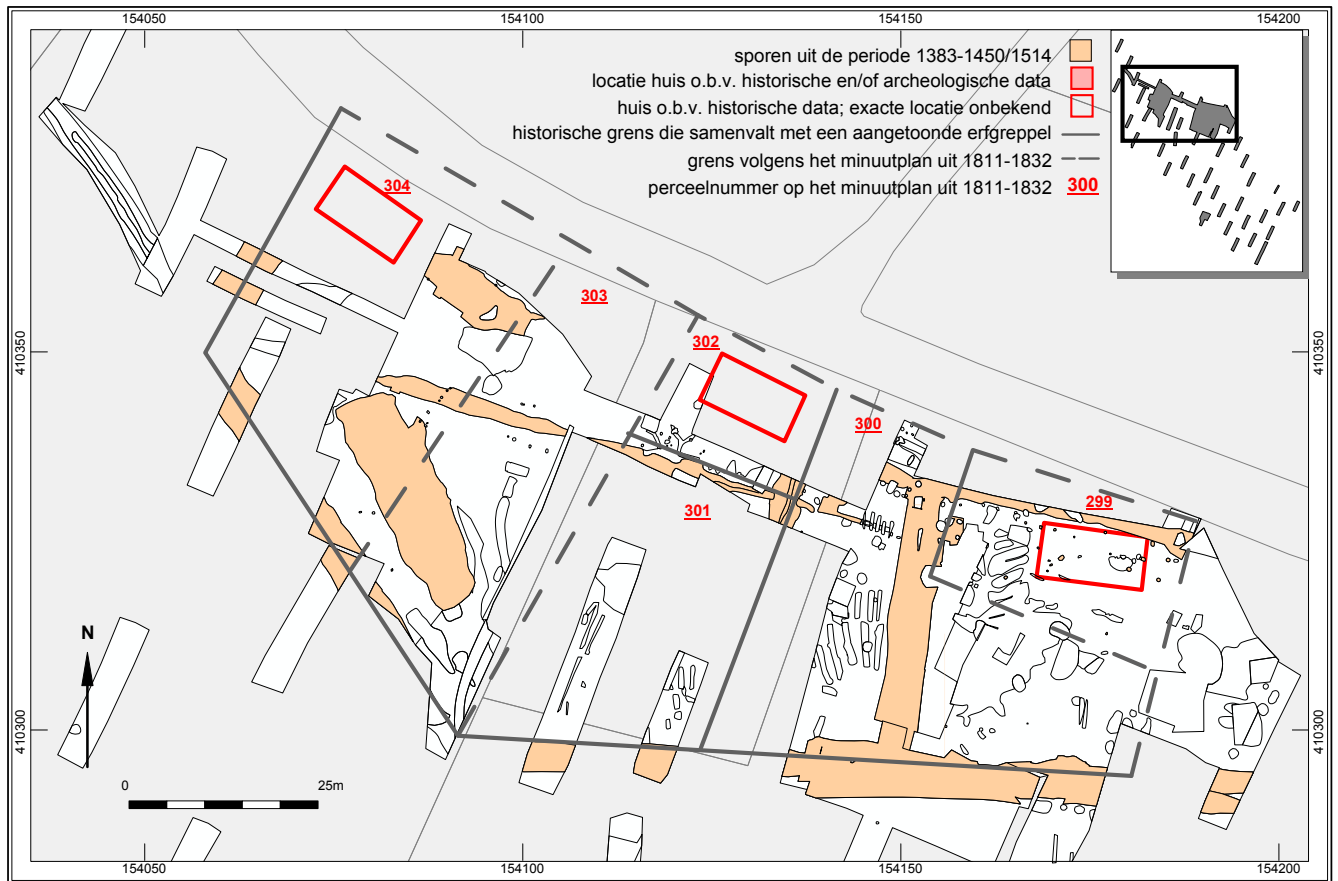 154050
154100
154150
154200
sporen uit de periode 1383-1450/1514
locatie huis o.b.v. historische en/of archeologische data
huis o.b.v. historische data; exacte locatie onbekend
historische grens die samenvalt met een aangetoonde erfgreppel
grens volgens het minuutplan uit 1811-1832
perceelnummer op het minuutplan uit 1811-1832 300
304
303
302
410350
410350
300
299
301
N
410300
410300
0
25m
154050
154100
154150
154200